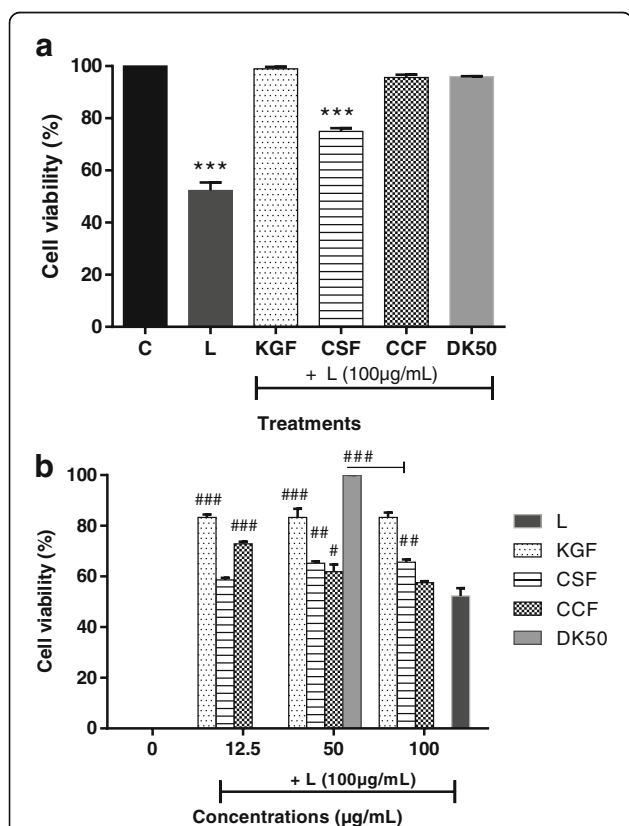 a
Cell viability (%)
100
80
60
40
20
0
***
***
C L KGF CSF CCF DK50
+ L (100µg/mL)
Treatments
b
Cell viability (%)
100
80
60
40
20
0
###
###
###
##
#
###
##
0 12.5 50 100
+ L (100µg/mL)
Concentrations (µg/mL)
L
KGF
CSF
CCF
DK50